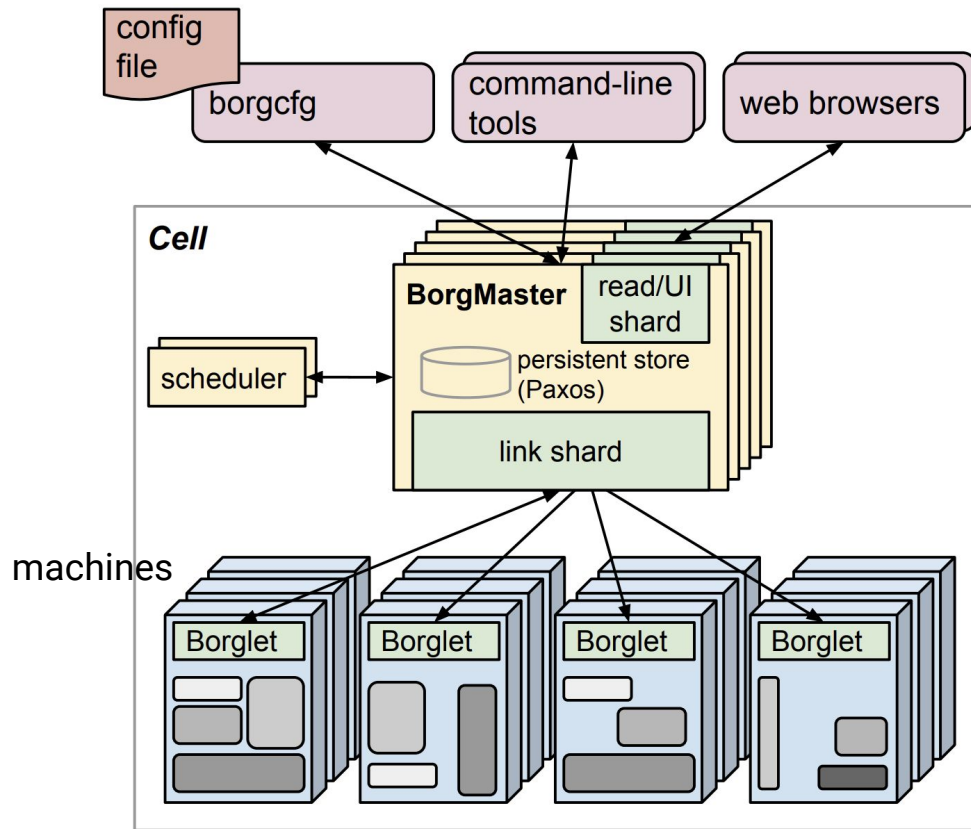 config
file
borgcfg
command-line
tools
web browsers
Cell
BorgMaster
read/UI
shard
scheduler
persistent store
(Paxos)
link shard
machines
Borglet
Borglet
Borglet
Borglet